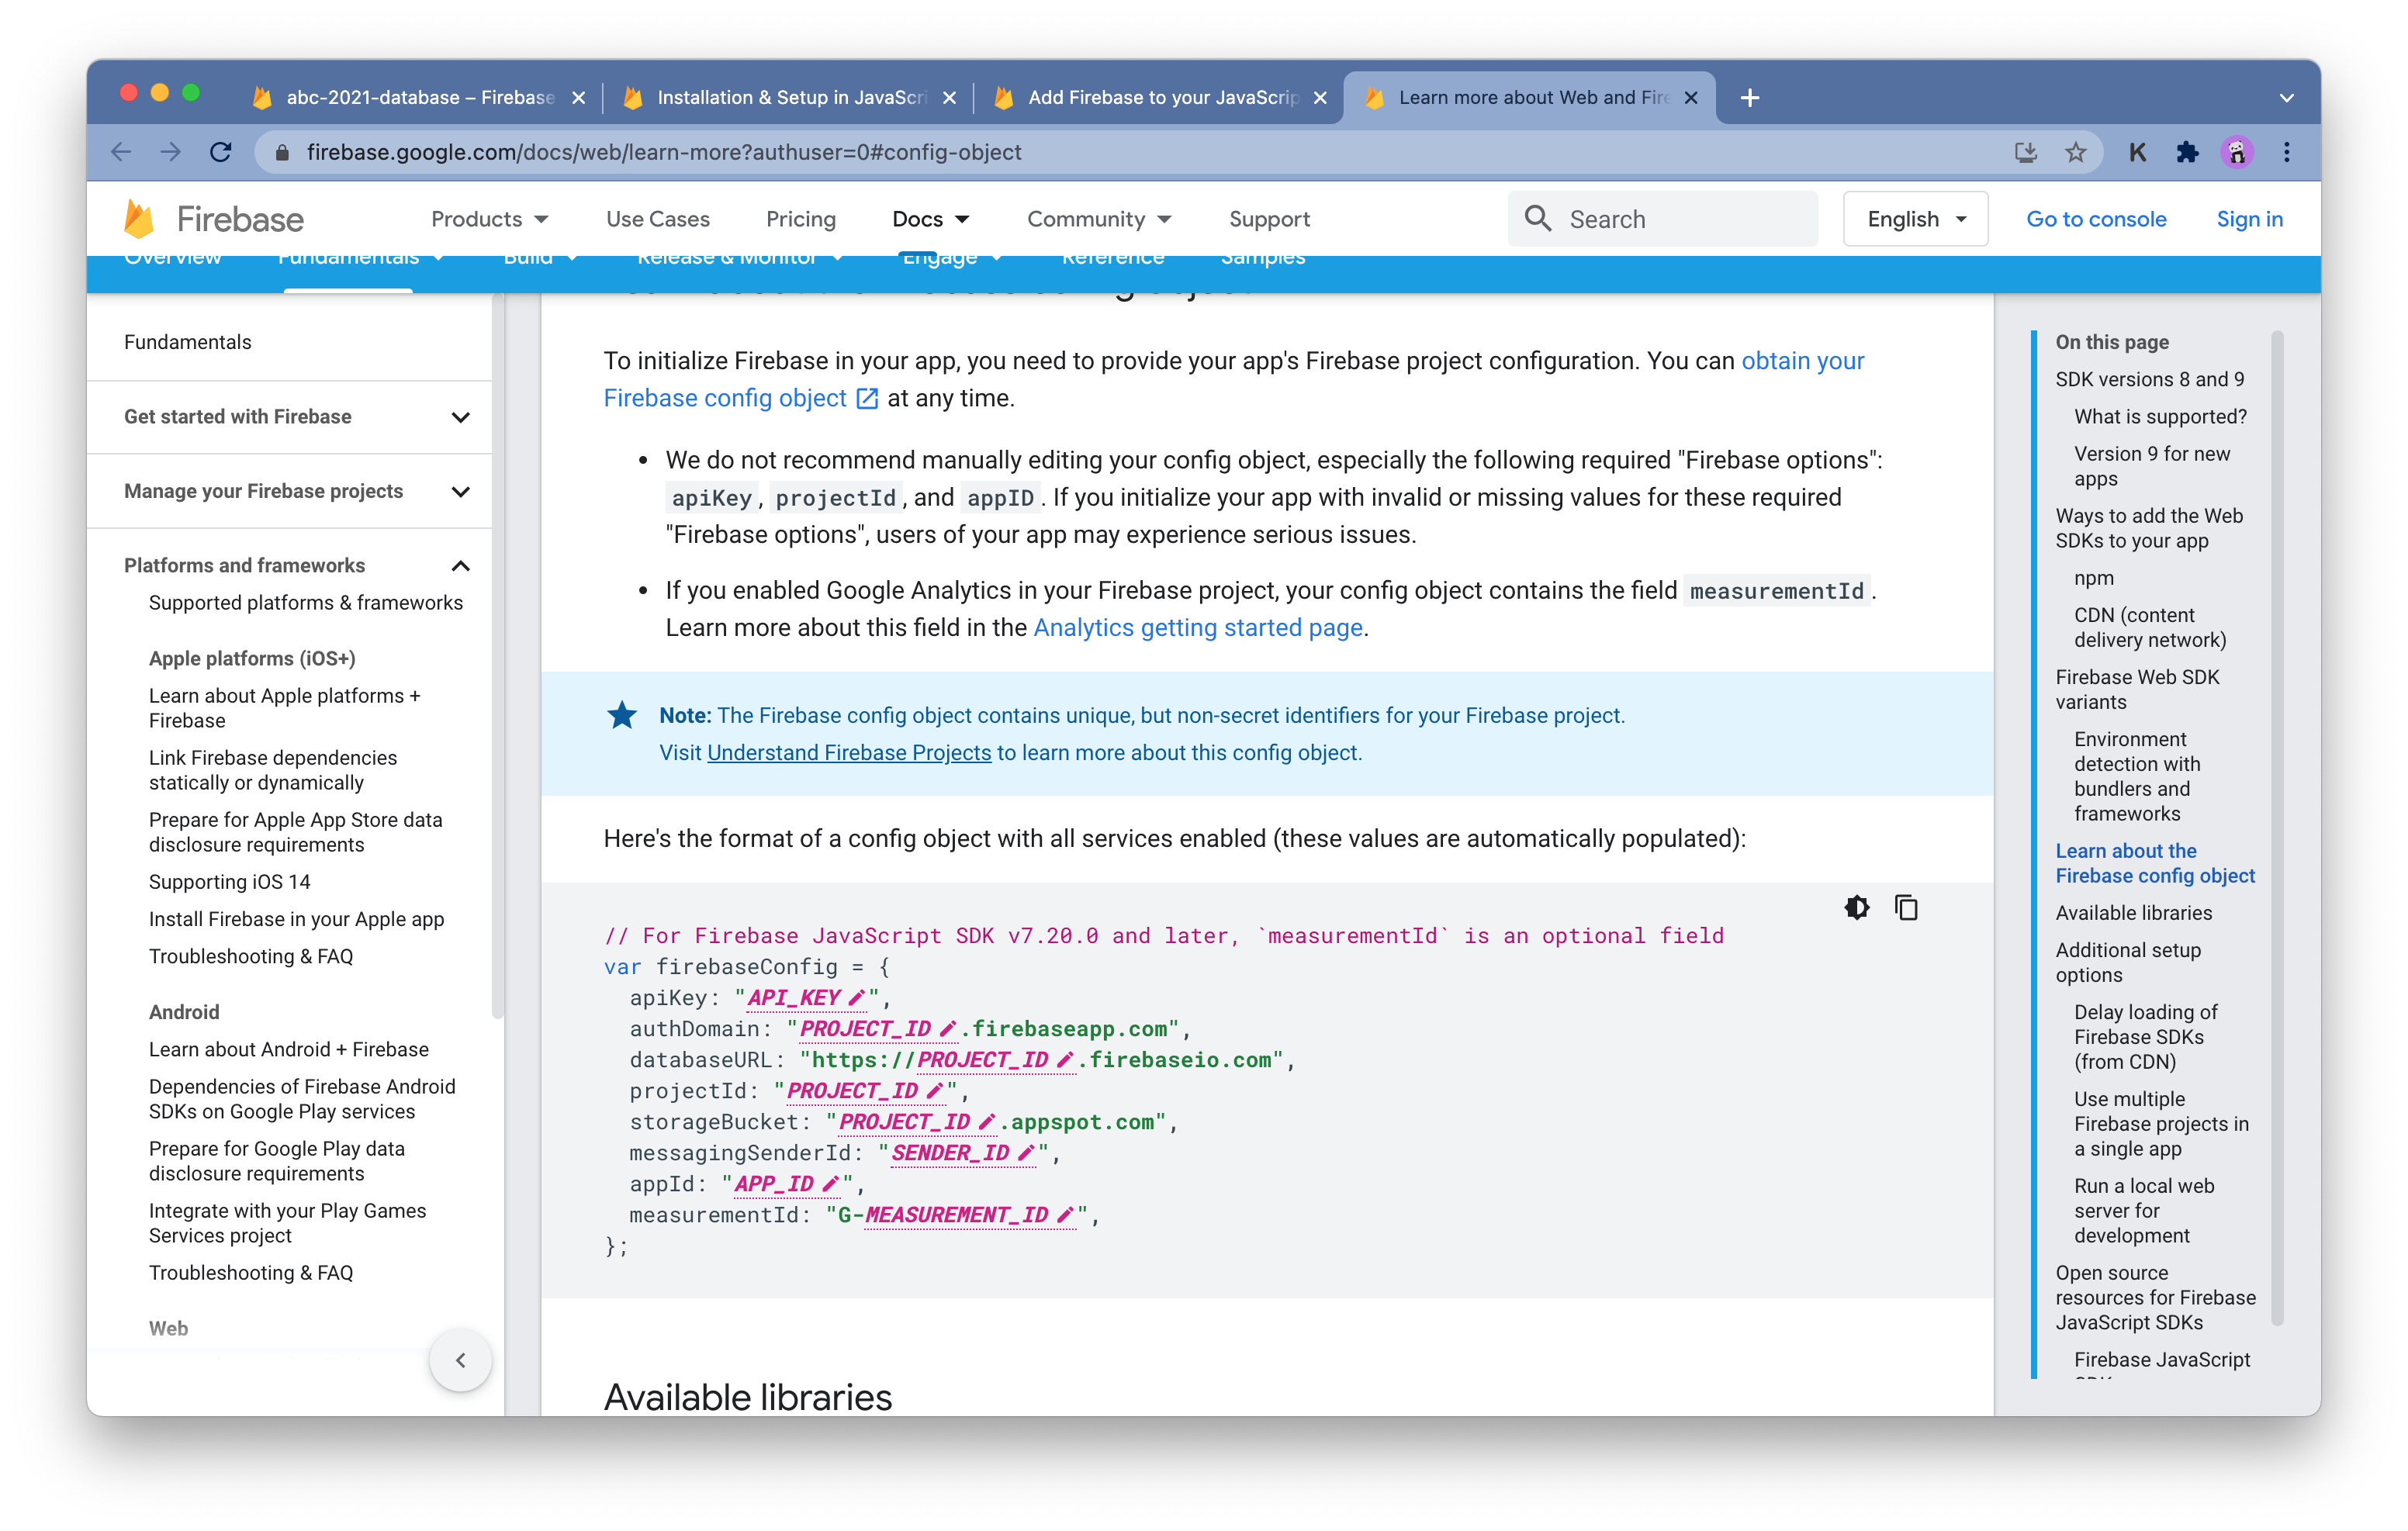 abc-2021-database – Firebase
Installation & Setup in JavaScri
Add Firebase to your JavaScrip
Learn more about Web and Fire
firebase.google.com/docs/web/learn-more?authuser=0#config-object
K
Firebase
Products
Use Cases
Pricing
Docs
Community
Support
Search
English
Go to console
Sign in
Overview
Fundamentals
Build
Release & Monitor
Engage
Reference
Samples
Fundamentals
Get started with Firebase
Manage your Firebase projects
Platforms and frameworks
Supported platforms & frameworks
Apple platforms (iOS+)
Learn about Apple platforms +
Firebase
Link Firebase dependencies
statically or dynamically
Prepare for Apple App Store data
disclosure requirements
Supporting iOS 14
Install Firebase in your Apple app
Troubleshooting & FAQ
Android
Learn about Android + Firebase
Dependencies of Firebase Android
SDKs on Google Play services
Prepare for Google Play data
disclosure requirements
Integrate with your Play Games
Services project
Troubleshooting & FAQ
Web
To initialize Firebase in your app, you need to provide your app's Firebase project configuration. You can obtain your
Firebase config object at any time.
• We do not recommend manually editing your config object, especially the following required "Firebase options":
apiKey, projectId, and appID. If you initialize your app with invalid or missing values for these required
"Firebase options", users of your app may experience serious issues.
• If you enabled Google Analytics in your Firebase project, your config object contains the field measurementId.
Learn more about this field in the Analytics getting started page.
Note: The Firebase config object contains unique, but non-secret identifiers for your Firebase project.
Visit Understand Firebase Projects to learn more about this config object.
Here's the format of a config object with all services enabled (these values are automatically populated):
// For Firebase JavaScript SDK v7.20.0 and later, `measurementId` is an optional field
var firebaseConfig = {
  apiKey: "API_KEY",
  authDomain: "PROJECT_ID.firebaseapp.com",
  databaseURL: "https://PROJECT_ID.firebaseio.com",
  projectId: "PROJECT_ID",
  storageBucket: "PROJECT_ID.appspot.com",
  messagingSenderId: "SENDER_ID",
  appId: "APP_ID",
  measurementId: "G-MEASUREMENT_ID",
};
Available libraries
On this page
SDK versions 8 and 9
What is supported?
Version 9 for new
apps
Ways to add the Web
SDKs to your app
npm
CDN (content
delivery network)
Firebase Web SDK
variants
Environment
detection with
bundlers and
frameworks
Learn about the
Firebase config object
Available libraries
Additional setup
options
Delay loading of
Firebase SDKs
(from CDN)
Use multiple
Firebase projects in
a single app
Run a local web
server for
development
Open source
resources for Firebase
JavaScript SDKs
Firebase JavaScript